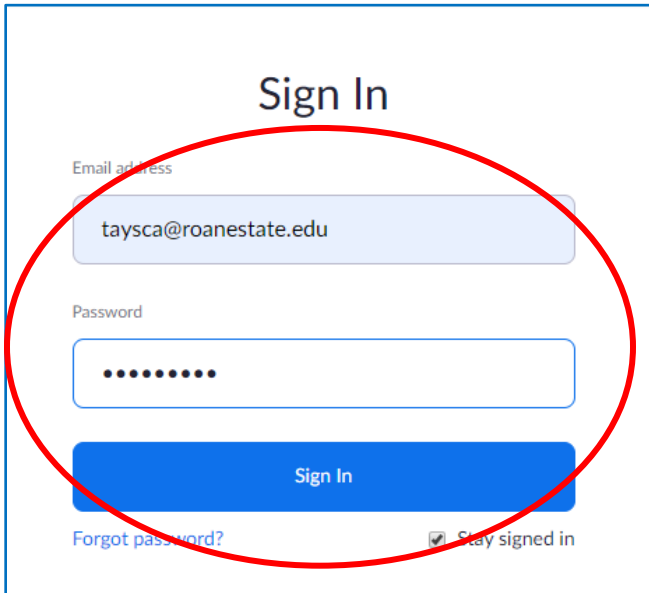 Sign In
Email address
taysca@roanestate.edu
Password
•••••••••
Sign In
Forgot password? Stay signed in